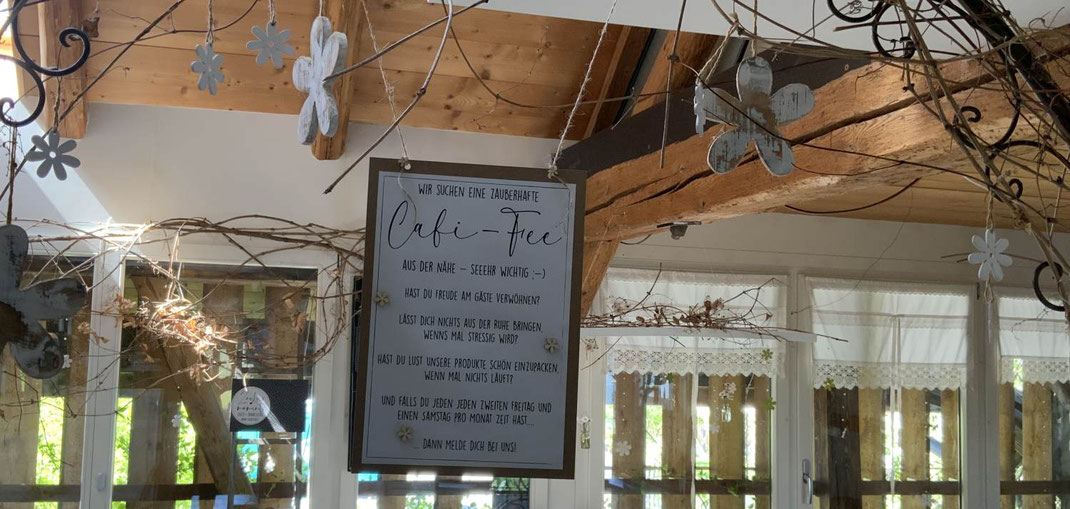 WIR SUCHEN EINE ZAUBERHAFTE
Cafi-Fee
AUS DER NÄHE – SEEEHR WICHTIG :-)
HAST DU FREUDE AM GÄSTE VERWÖHNEN?
LÄSST DICH NICHTS AUS DER RUHE BRINGEN,
WENNS MAL STRESSIG WIRD?
HAST DU LUST UNSERE PRODUKTE SCHÖN EINZUPACKEN,
WENN MAL NICHTS LÄUFT?
UND FALLS DU JEDEN JEDEN ZWEITEN FREITAG UND
EINEN SAMSTAG PRO MONAT ZEIT HAST...
... DANN MELDE DICH BEI UNS!